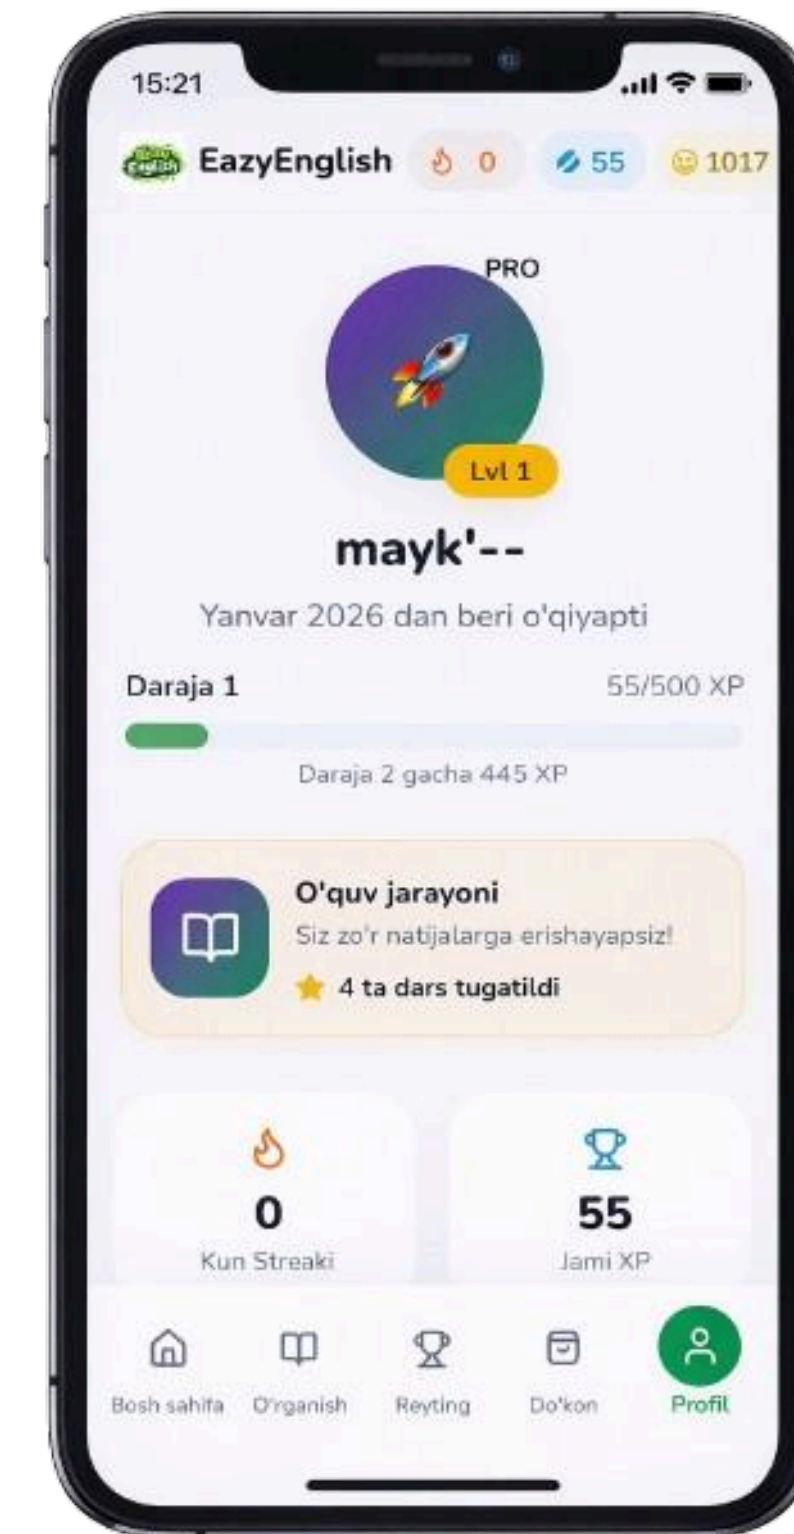 15:21
EazyEnglish 0 55 1017
PRO
Lvl 1
mayk'--
Yanvar 2026 dan beri o'qiyapti
Daraja 1 55/500 XP
Daraja 2 gacha 445 XP
O'quv jarayoni
Siz zo'r natijalarga erishayapsiz!
4 ta dars tugatildi
0 55
Kun Streaki Jami XP
Bosh sahifa O'rganish Reyting Do'kon Profil